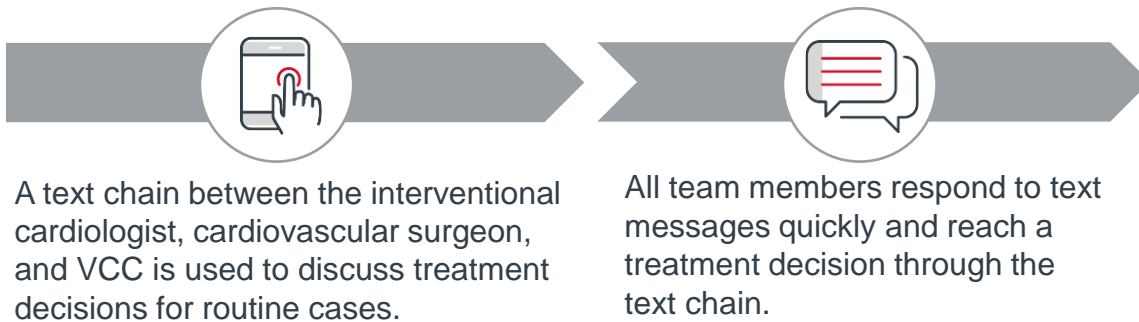 A text chain between the interventional
cardiologist, cardiovascular surgeon,
and VCC is used to discuss treatment
decisions for routine cases.
All team members respond to text
messages quickly and reach a
treatment decision through the
text chain.